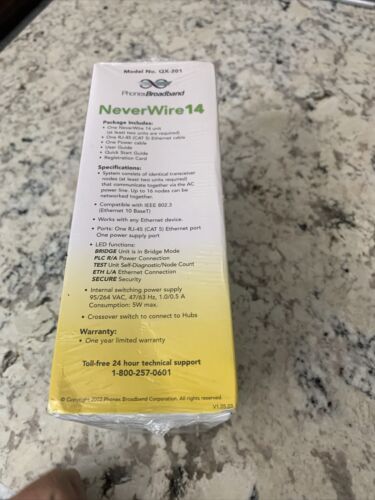 Model No. QX-201
PhonexBroadband
NeverWire14
Package Includes:
• One NeverWire 14 unit
(at least two units are required)
• One RJ-45 (CAT 5) Ethernet cable
• One Power cable
• User Guide
• Quick Start Guide
• Registration Card
Specifications:
• System consists of identical transceiver
nodes (at least two units required)
that communicate together via the AC
power line. Up to 16 nodes can be
networked together.
• Compatible with IEEE 802.3
(Ethernet 10 BaseT)
• Works with any Ethernet device.
• Ports: One RJ-45 (CAT 5) Ethernet port
One power supply port
• LED functions:
BRIDGE Unit is in Bridge Mode
PLC R/A Power Connection
TEST Unit Self-Diagnostic/Node Count
ETH L/A Ethernet Connection
SECURE Security
• Internal switching power supply
95/264 VAC, 47/63 Hz, 1.0/0.5 A
Consumption: 5W max.
• Crossover switch to connect to Hubs
Warranty:
• One year limited warranty
Toll-free 24 hour technical support
1-800-257-0601
© Copyright 2003 Phonex Broadband Corporation. All rights reserved.